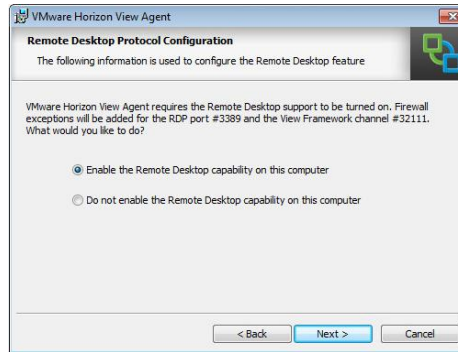 VMware Horizon View Agent
Remote Desktop Protocol Configuration
The following information is used to configure the Remote Desktop feature
VMware Horizon View Agent requires the Remote Desktop support to be turned on. Firewall
exceptions will be added for the RDP port #3389 and the View Framework channel #32111.
What would you like to do?
Enable the Remote Desktop capability on this computer
Do not enable the Remote Desktop capability on this computer
< Back
Next >
Cancel